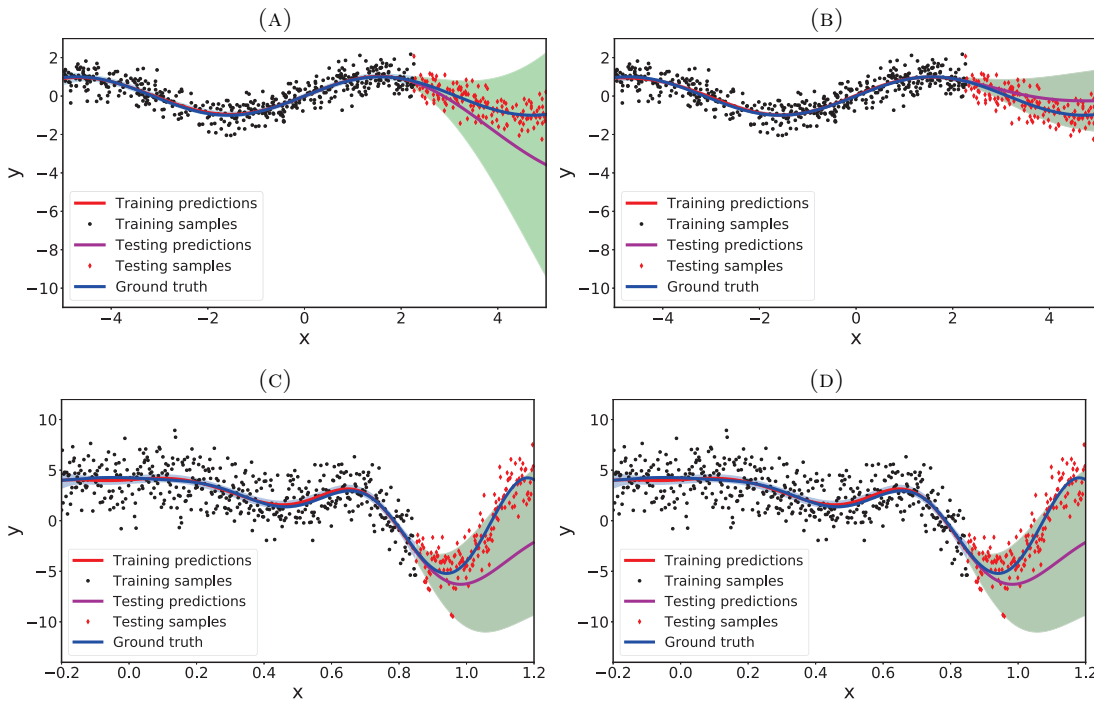 (A)
2
0
−2
−4
−6
−8
−10
y
Training predictions
Training samples
Testing predictions
Testing samples
Ground truth
−4 −2 0 2 4
x
(B)
2
0
−2
−4
−6
−8
−10
y
Training predictions
Training samples
Testing predictions
Testing samples
Ground truth
−4 −2 0 2 4
x
(C)
10
5
0
−5
−10
y
Training predictions
Training samples
Testing predictions
Testing samples
Ground truth
−0.2 0.0 0.2 0.4 0.6 0.8 1.0 1.2
x
(D)
10
5
0
−5
−10
y
Training predictions
Training samples
Testing predictions
Testing samples
Ground truth
−0.2 0.0 0.2 0.4 0.6 0.8 1.0 1.2
x